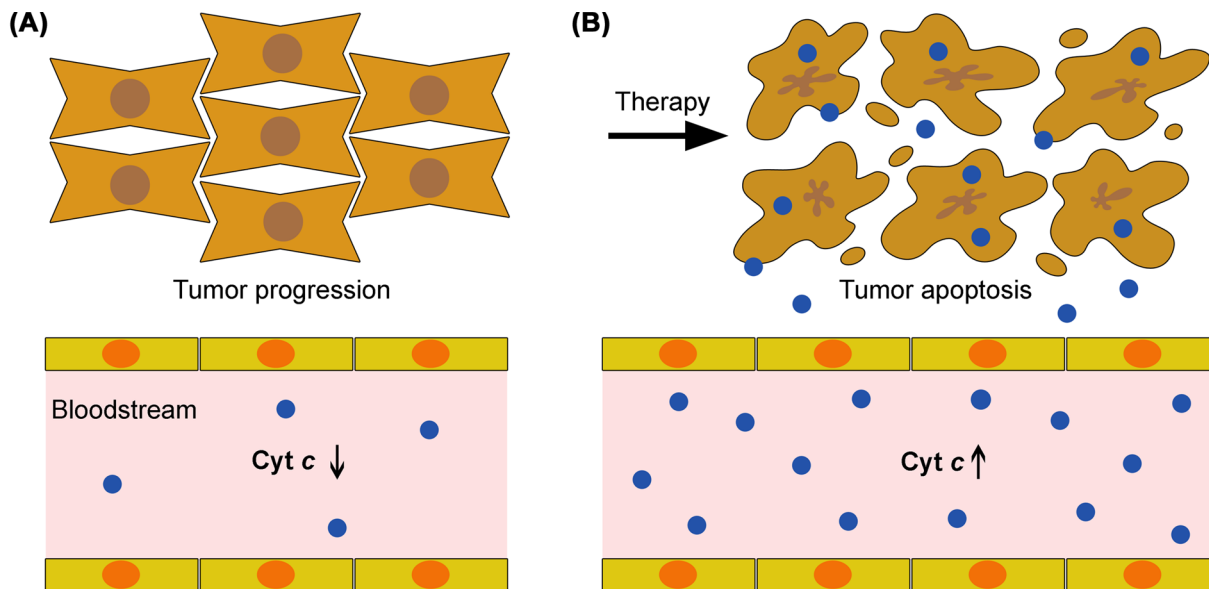 (A)
Tumor progression
Bloodstream
Cyt c ↓
(B)
Therapy
Tumor apoptosis
Cyt c ↑